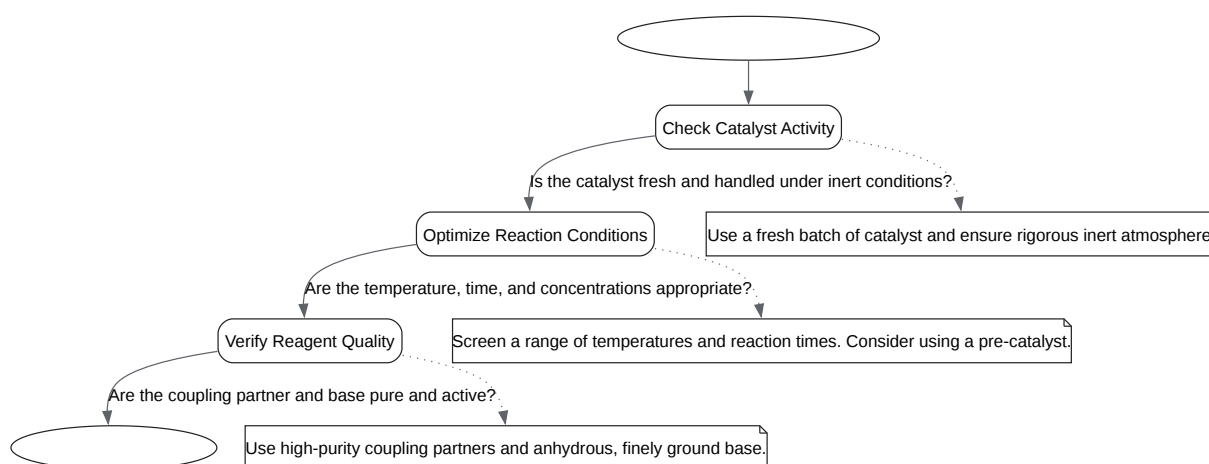 Check Catalyst Activity
Is the catalyst fresh and handled under inert conditions?
Optimize Reaction Conditions
Use a fresh batch of catalyst and ensure rigorous inert atmosphere
Are the temperature, time, and concentrations appropriate?
Verify Reagent Quality
Screen a range of temperatures and reaction times. Consider using a pre-catalyst.
Are the coupling partner and base pure and active?
Use high-purity coupling partners and anhydrous, finely ground base.